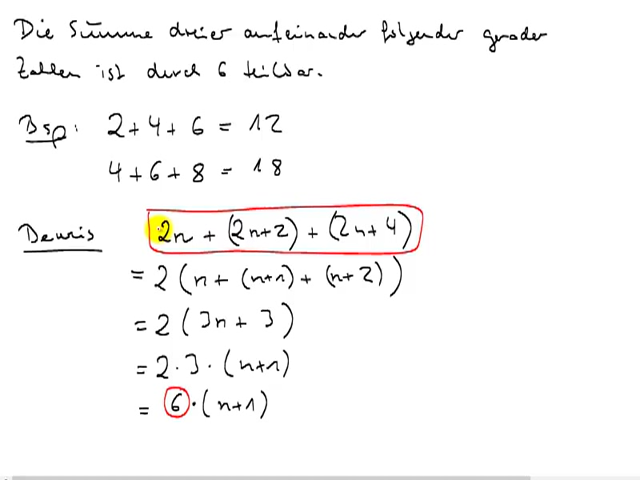 Die Summe dreier aufeinander folgender gerader
Zahlen ist durch 6 teilbar.
Bsp: 2+4+6 = 12
4+6+8 = 18
Beweis 2n + (2n+2) + (2n+4)
= 2 (n + (n+1) + (n+2))
= 2 (3n + 3)
= 2 · 3 · (n+1)
= 6 · (n+1)